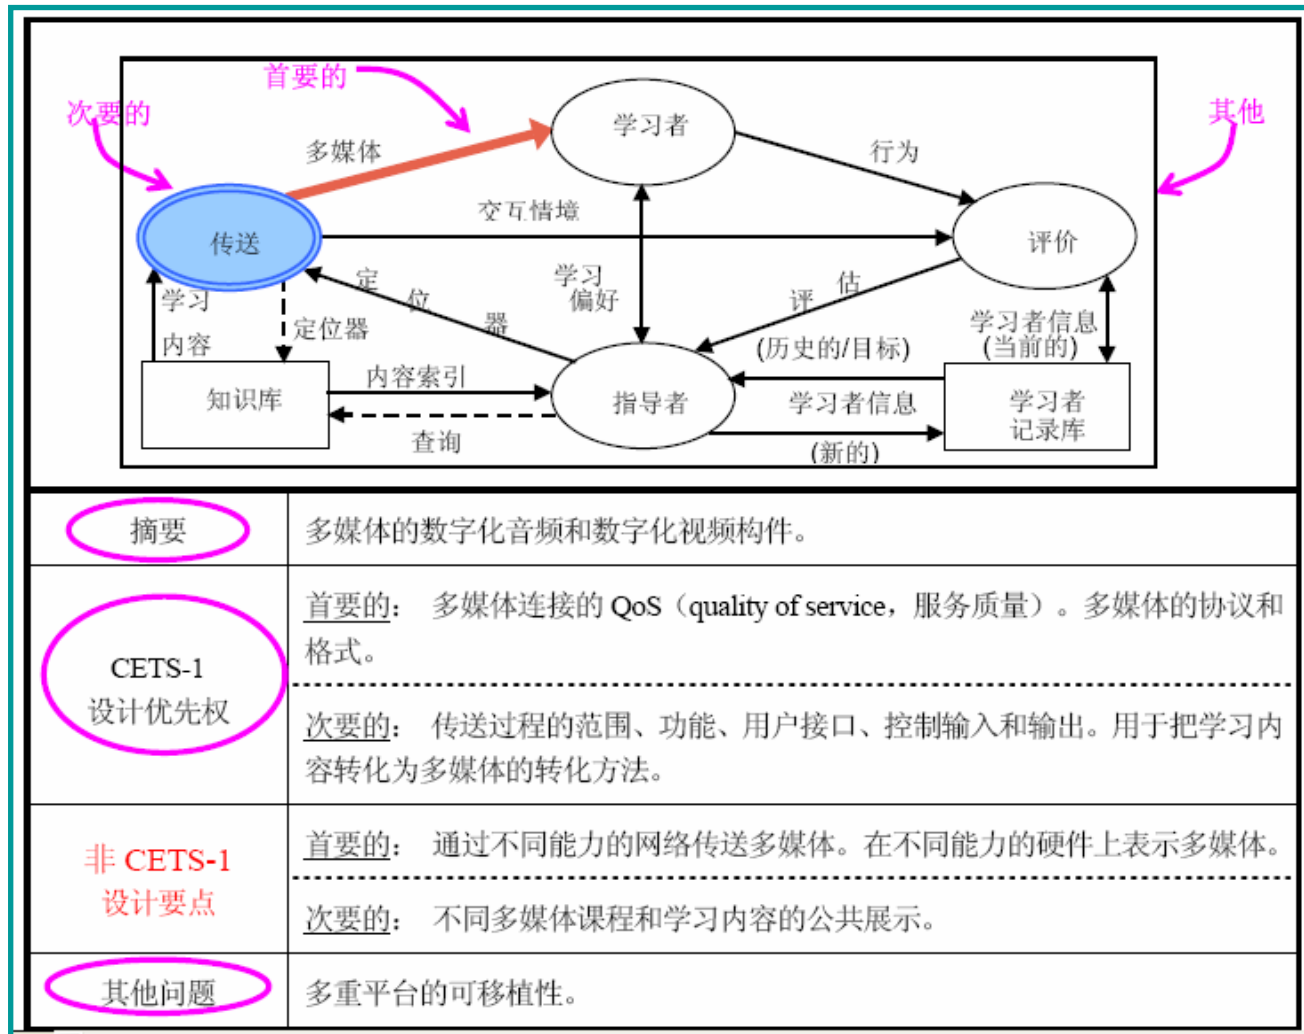 首要的
次要的
其他
学习者
多媒体
行为
交互情境
传送
评价
学习
内容
定位器
定位器
学习
偏好
评估
学习者信息
(当前的)
(历史的/目标)
知识库
内容索引
指导者
学习者信息
学习者
记录库
查询
(新的)
摘要
多媒体的数字化音频和数字化视频构件。
CETS-1
设计优先权
首要的： 多媒体连接的 QoS（quality of service，服务质量）。多媒体的协议和
格式。
次要的： 传送过程的范围、功能、用户接口、控制输入和输出。用于把学习内
容转化为多媒体的转化方法。
非 CETS-1
设计要点
首要的： 通过不同能力的网络传送多媒体。在不同能力的硬件上表示多媒体。
次要的： 不同多媒体课程和学习内容的公共展示。
其他问题
多重平台的可移植性。